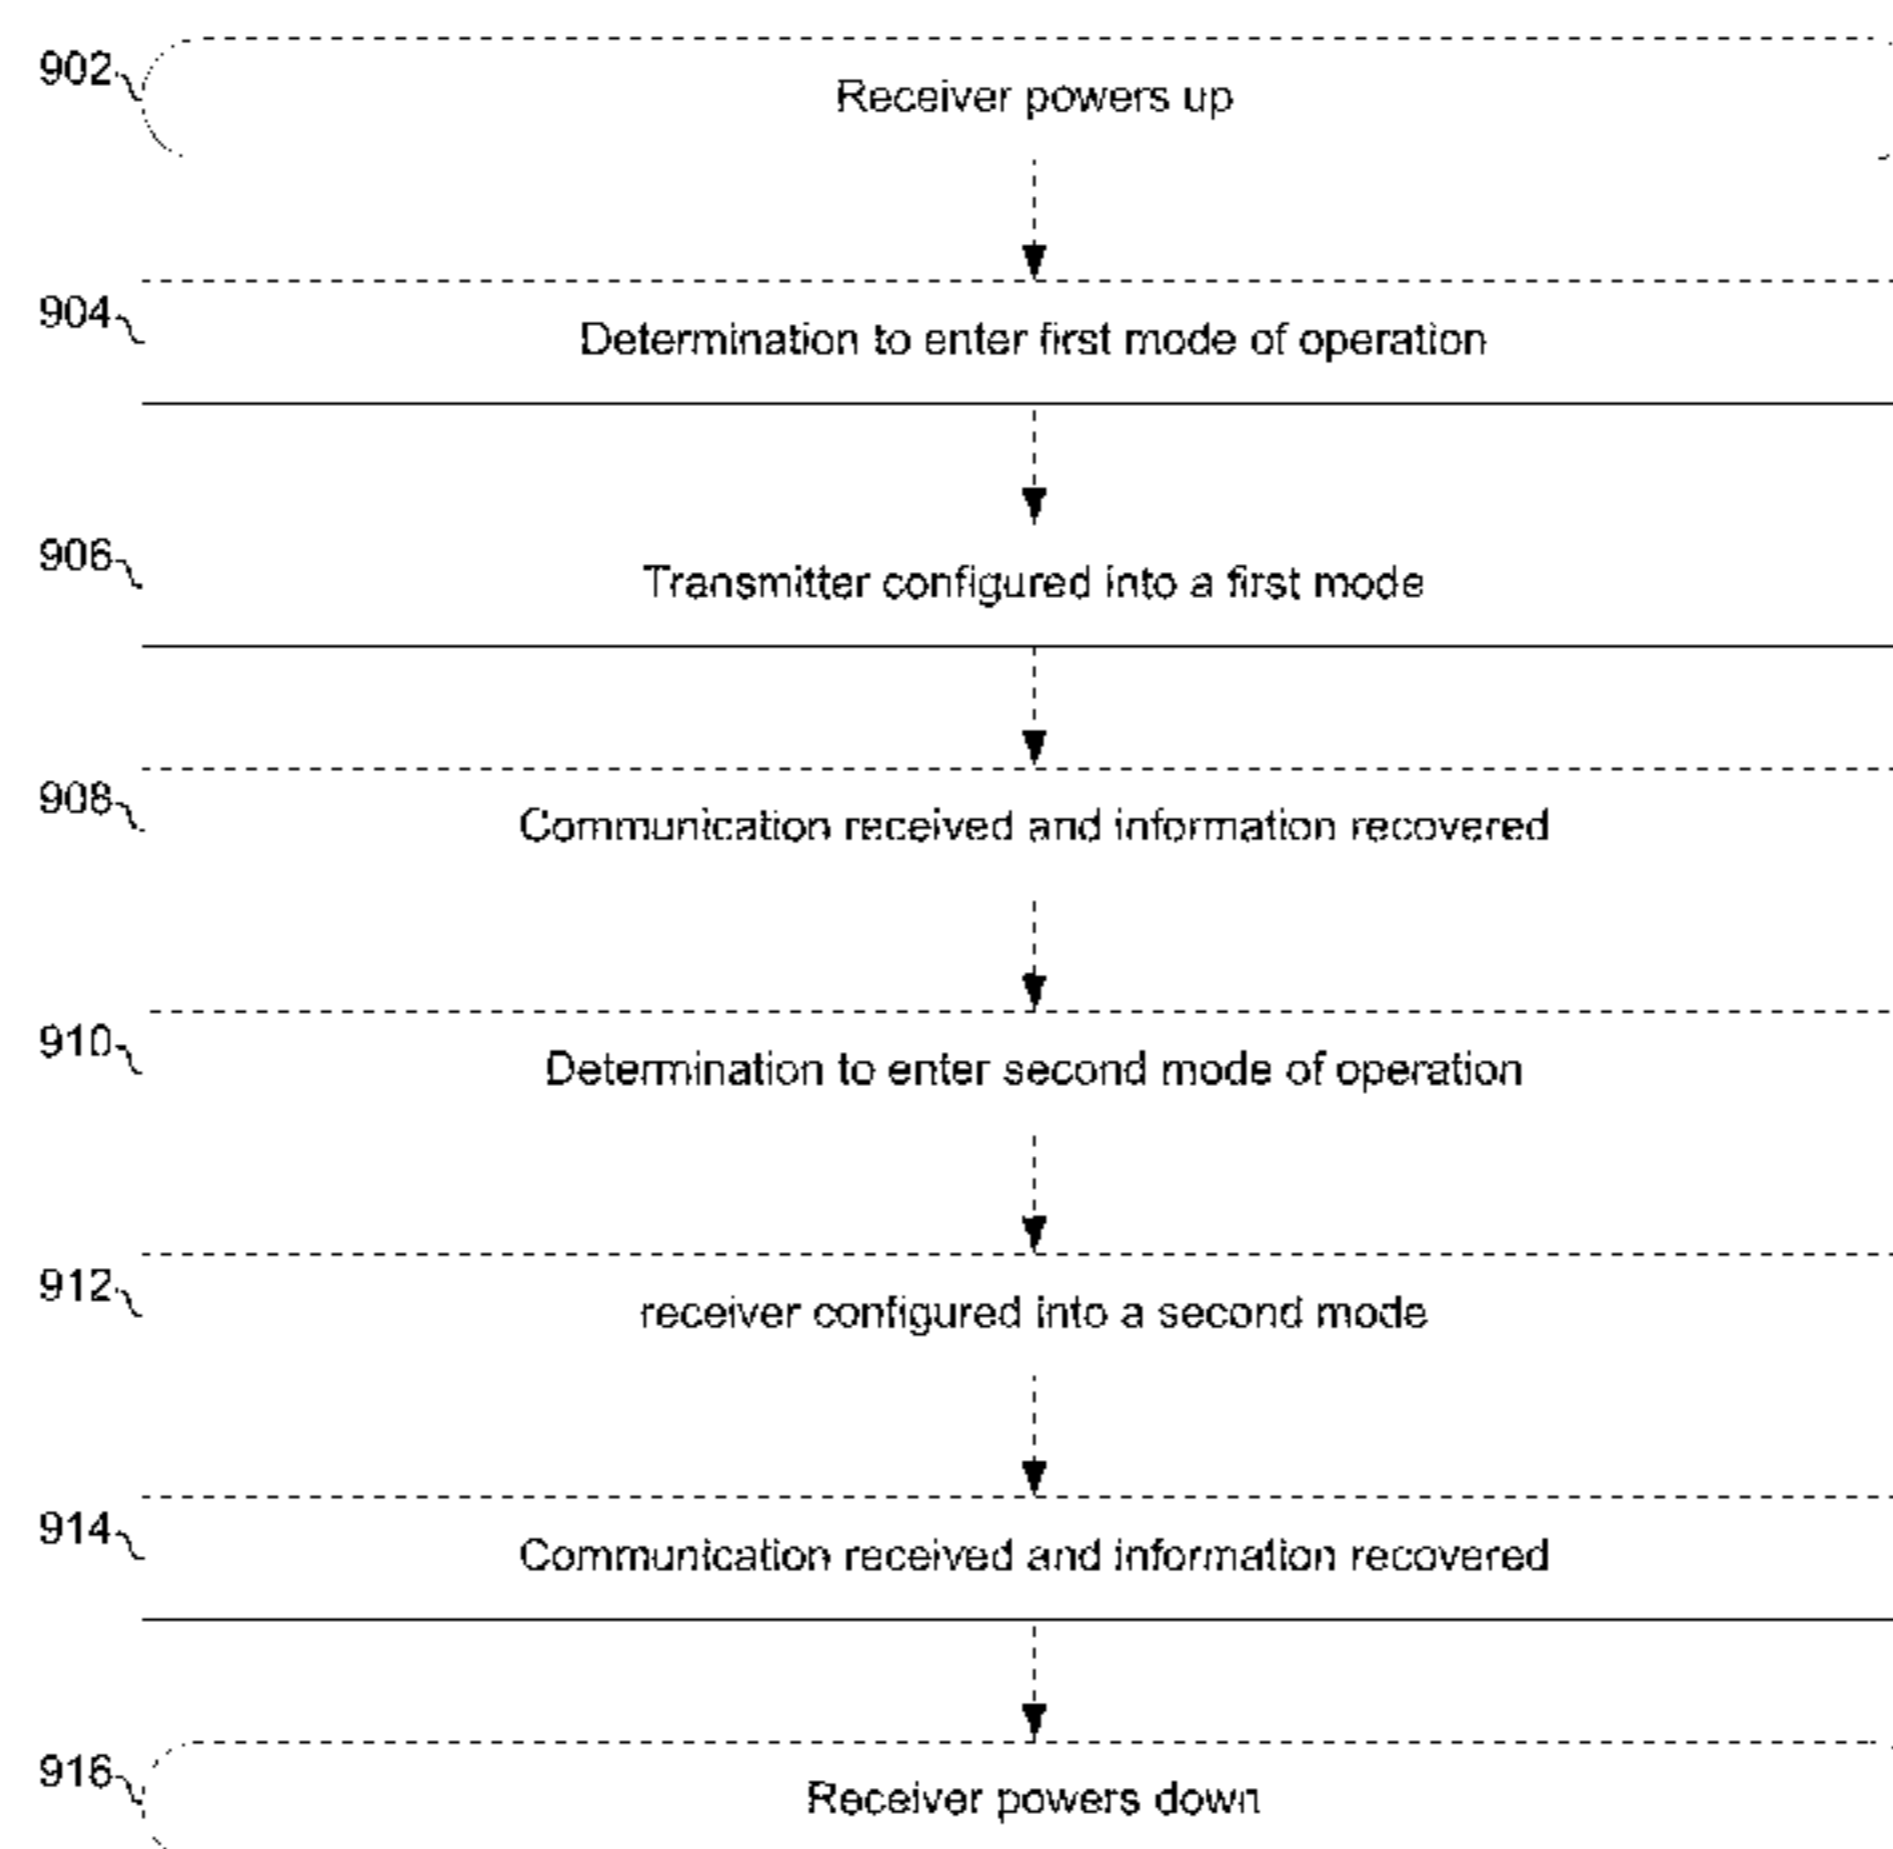 902
Receiver powers up
904
Determination to enter first mode of operation
906
Transmitter configured into a first mode
908
Communication received and information recovered
910
Determination to enter second mode of operation
912
receiver configured into a second mode
914
Communication received and information recovered
916
Receiver powers down